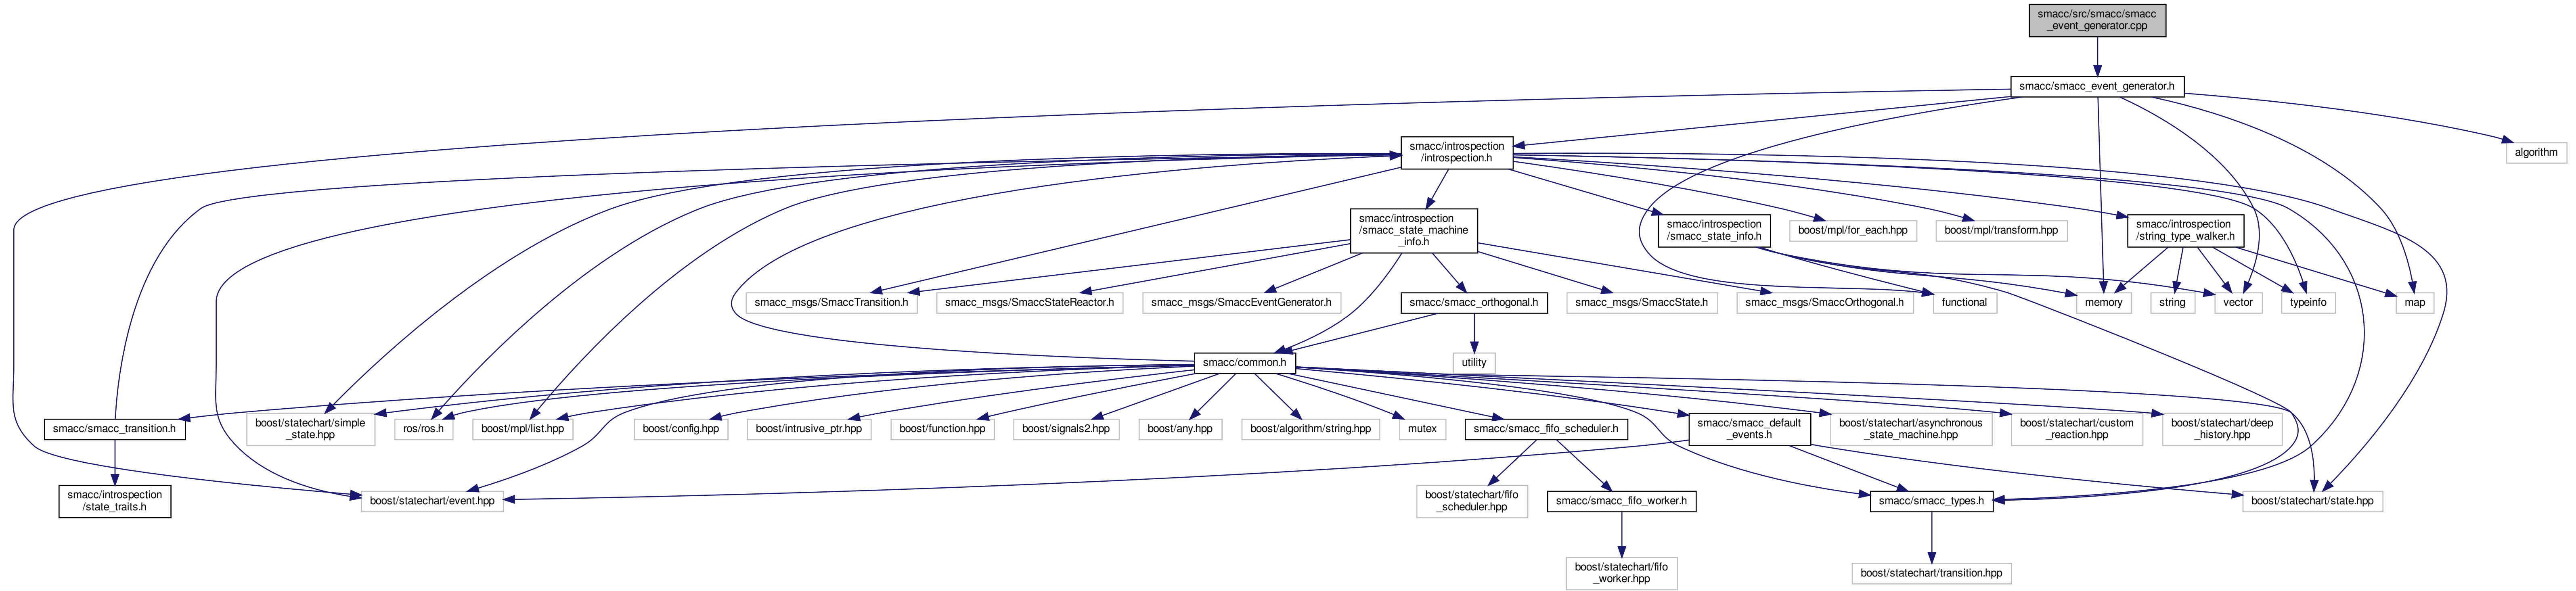 smacc/src/smacc/smacc
_event_generator.cpp
smacc/smacc_event_generator.h
algorithm
smacc/introspection
/introspection.h
smacc/introspection
/smacc_state_machine
_info.h
smacc/introspection
/smacc_state_info.h
boost/mpl/for_each.hpp
boost/mpl/transform.hpp
smacc/introspection
/string_type_walker.h
smacc_msgs/SmaccTransition.h
smacc_msgs/SmaccStateReactor.h
smacc_msgs/SmaccEventGenerator.h
smacc/smacc_orthogonal.h
smacc_msgs/SmaccState.h
smacc_msgs/SmaccOrthogonal.h
functional
memory
string
vector
typeinfo
map
smacc/common.h
utility
smacc/smacc_transition.h
boost/statechart/simple
_state.hpp
ros/ros.h
boost/mpl/list.hpp
boost/config.hpp
boost/intrusive_ptr.hpp
boost/function.hpp
boost/signals2.hpp
boost/any.hpp
boost/algorithm/string.hpp
mutex
smacc/smacc_fifo_scheduler.h
smacc/smacc_default
_events.h
boost/statechart/asynchronous
_state_machine.hpp
boost/statechart/custom
_reaction.hpp
boost/statechart/deep
_history.hpp
smacc/introspection
/state_traits.h
boost/statechart/event.hpp
boost/statechart/fifo
_scheduler.hpp
smacc/smacc_fifo_worker.h
smacc/smacc_types.h
boost/statechart/state.hpp
boost/statechart/fifo
_worker.hpp
boost/statechart/transition.hpp